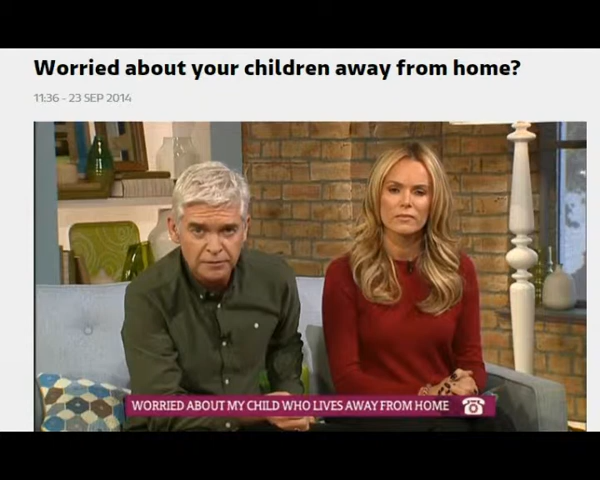 Worried about your children away from home?
11:36 - 23 SEP 2014
WORRIED ABOUT MY CHILD WHO LIVES AWAY FROM HOME